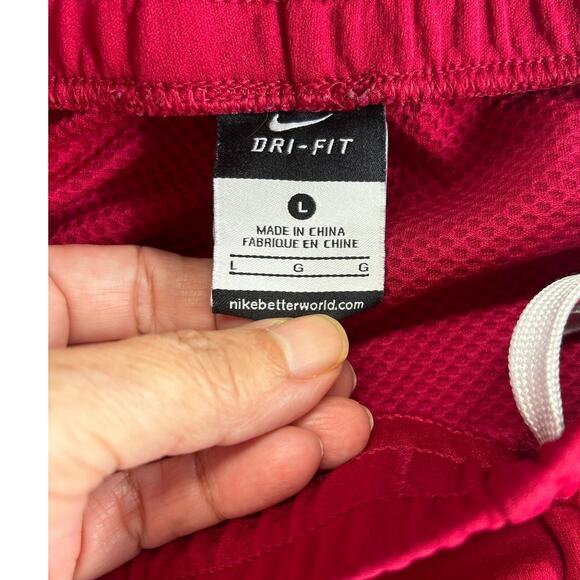 DRI-FIT
L
MADE IN CHINA
FABRIQUE EN CHINE
L G G
nikebetterworld.com